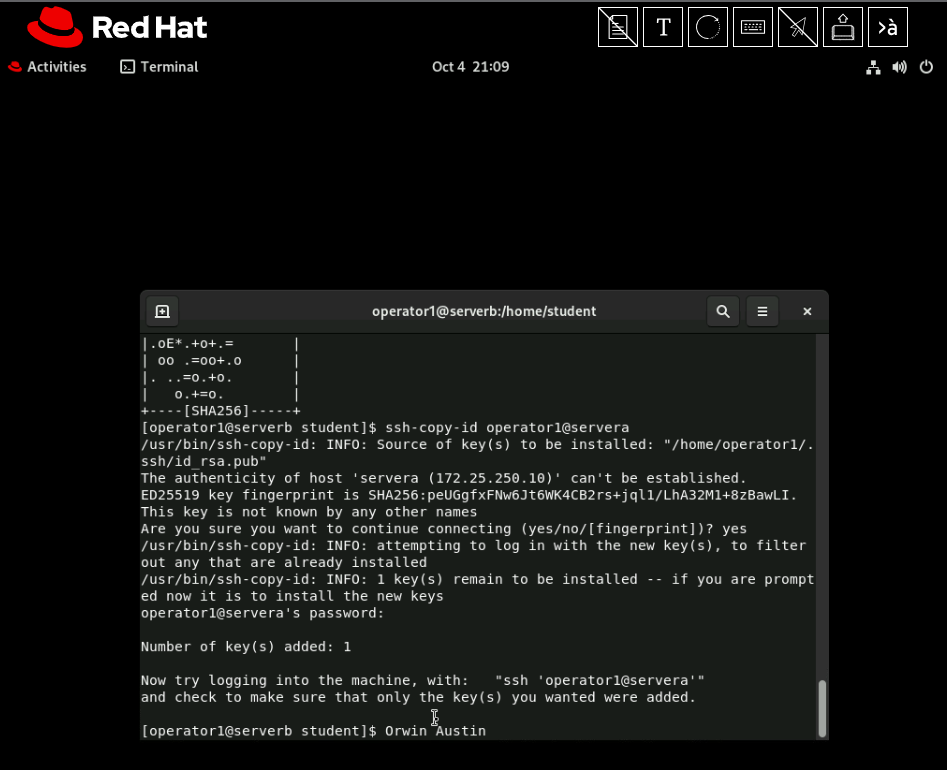 Red Hat
T
>à
Activities Terminal Oct 4 21:09
operator1@serverb:/home/student
|.oE*.+o+.=       |
| oo .=oo+.o      |
|. ..=o.+o.       |
|   o.+=o.        |
+----[SHA256]-----+
[operator1@serverb student]$ ssh-copy-id operator1@servera
/usr/bin/ssh-copy-id: INFO: Source of key(s) to be installed: "/home/operator1/.
ssh/id_rsa.pub"
The authenticity of host 'servera (172.25.250.10)' can't be established.
ED25519 key fingerprint is SHA256:peUGgfxFNw6Jt6WK4CB2rs+jql1/LhA32M1+8zBawLI.
This key is not known by any other names
Are you sure you want to continue connecting (yes/no/[fingerprint])? yes
/usr/bin/ssh-copy-id: INFO: attempting to log in with the new key(s), to filter
out any that are already installed
/usr/bin/ssh-copy-id: INFO: 1 key(s) remain to be installed -- if you are prompt
ed now it is to install the new keys
operator1@servera's password:
Number of key(s) added: 1
Now try logging into the machine, with:   "ssh 'operator1@servera'"
and check to make sure that only the key(s) you wanted were added.
[operator1@serverb student]$ Orwin Austin